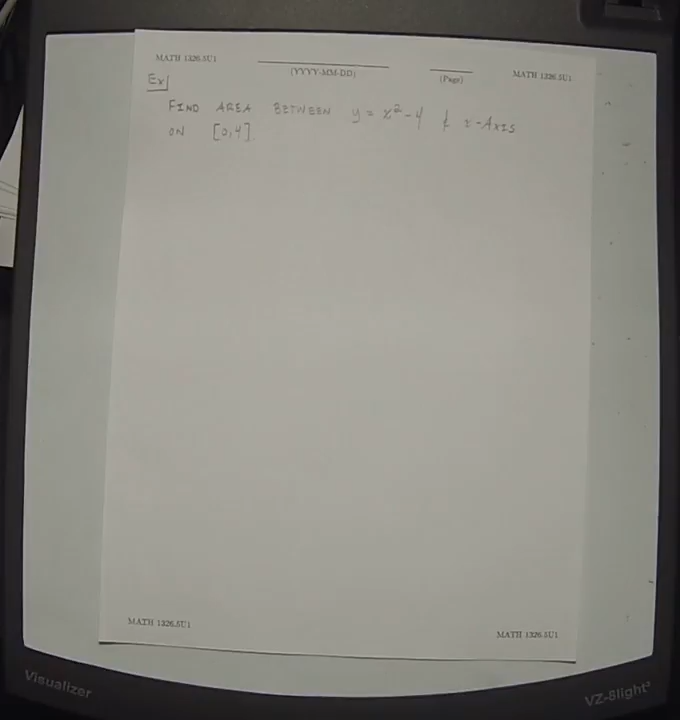 MATH 1326.5U1
(YYYY-MM-DD)
(Page)
MATH 1326.5U1
Ex
FIND AREA BETWEEN y = x² - 4 & x-AXIS
ON [0,4]
MATH 1326.5U1
MATH 1326.5U1
Visualizer
VZ-8light³